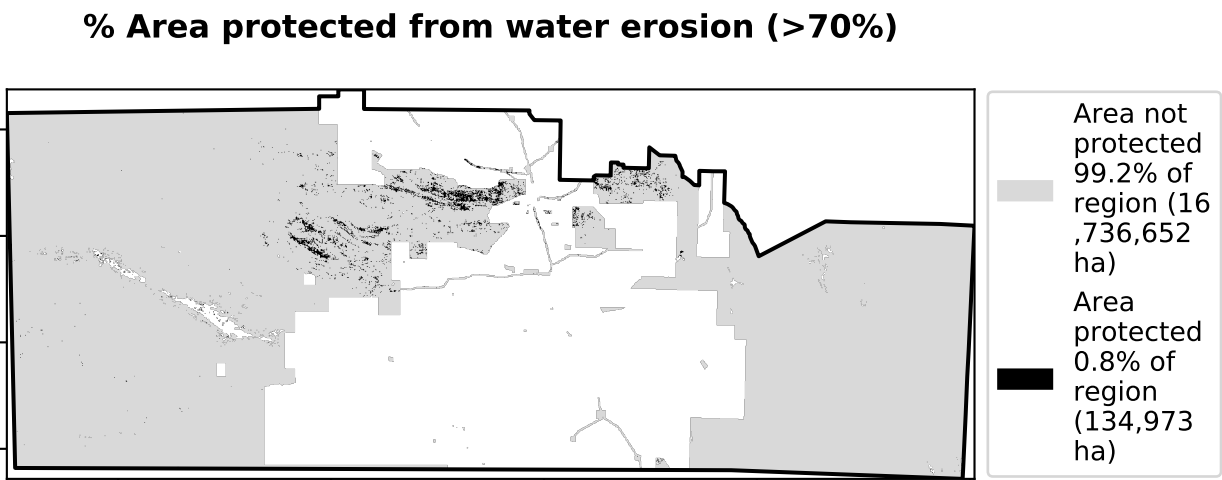 % Area protected from water erosion (>70%)
Area not
protected
99.2% of
region (16
,736,652
ha)
Area
protected
0.8% of
region
(134,973
ha)